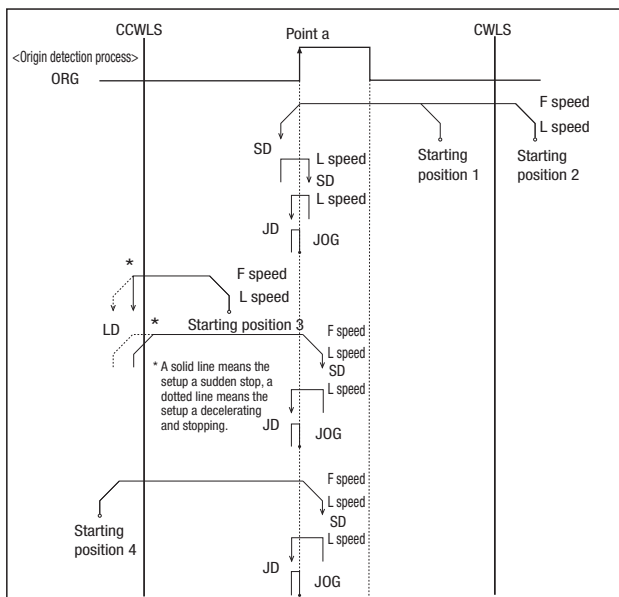 CCWLS
Point a
CWLS
<Origin detection process>
ORG
F speed
L speed
SD
Starting position 1
Starting position 2
L speed
SD
L speed
JD
JOG
*
F speed
L speed
LD
*
Starting position 3
F speed
L speed
SD
* A solid line means the
setup a sudden stop, a
dotted line means the
setup a decelerating
and stopping.
L speed
JD
JOG
F speed
L speed
SD
Starting
position 4
L speed
JD
JOG